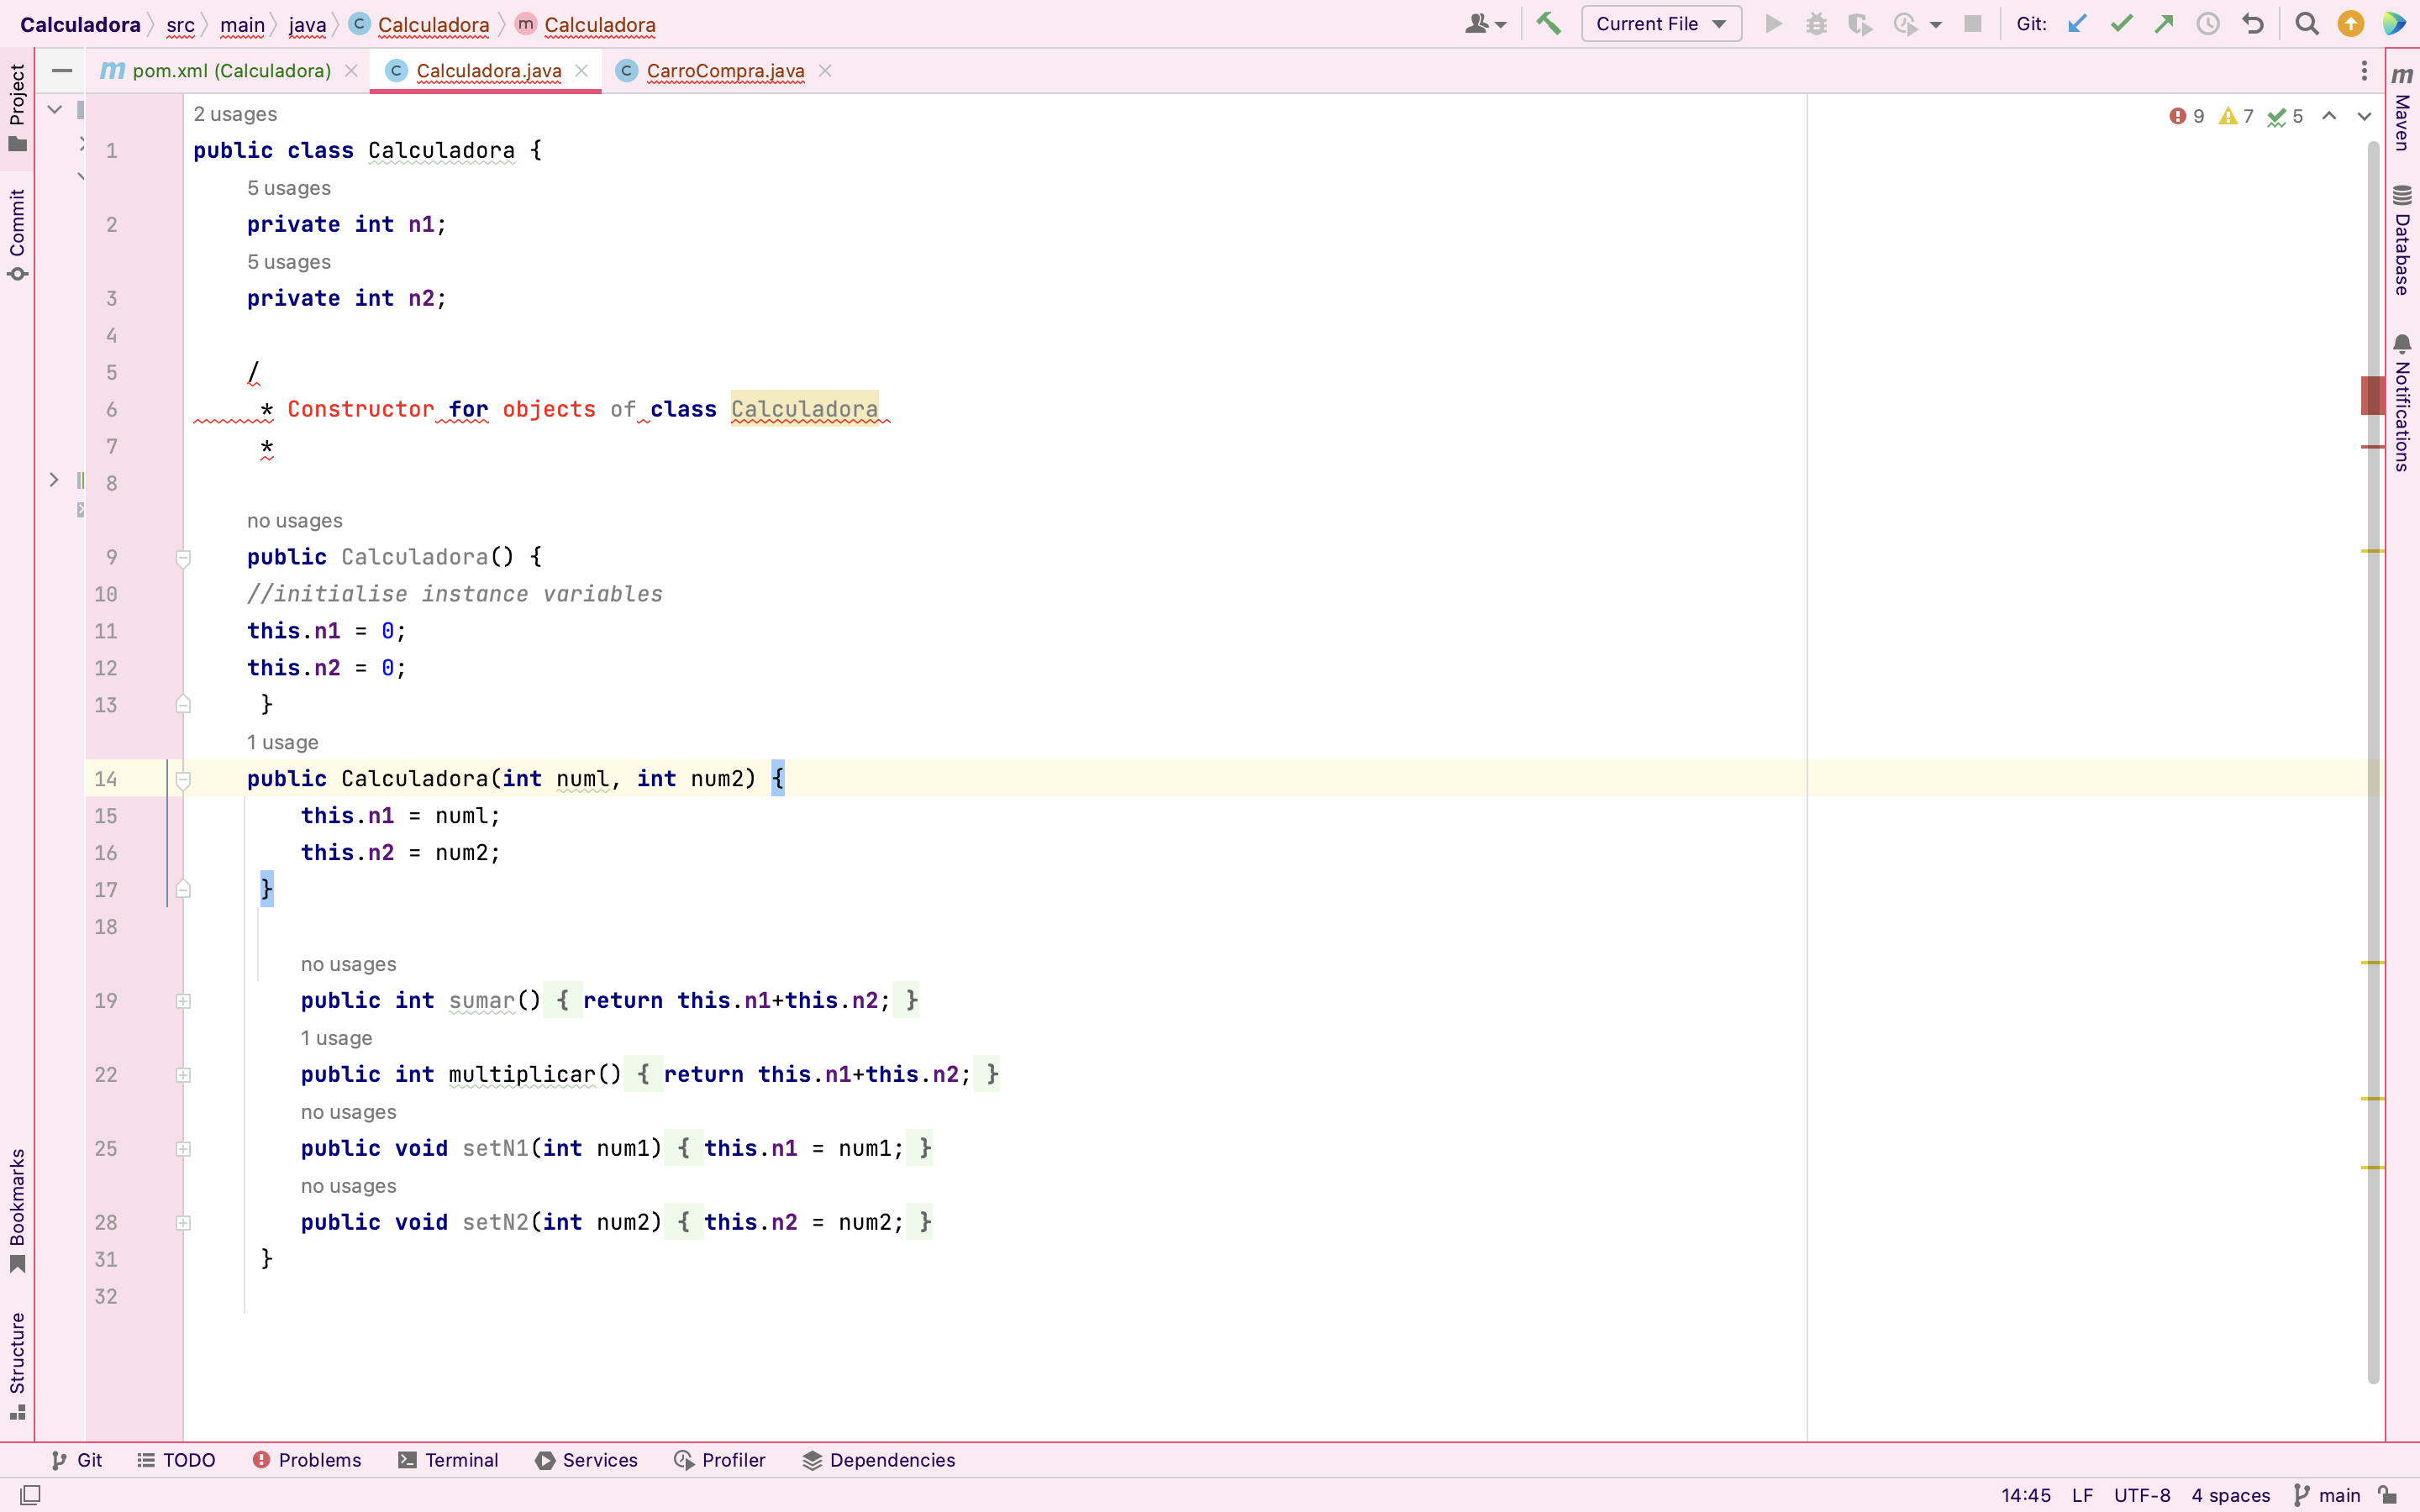 Calculadora src main java C Calculadora m Calculadora Current File Git:
m pom.xml (Calculadora) C Calculadora.java C CarroCompra.java
Project
Commit
Bookmarks
Structure
m Maven
Database
Notifications
9 7 5
2 usages
1 public class Calculadora {
5 usages
2 private int n1;
5 usages
3 private int n2;
4
5 /
6 * Constructor for objects of class Calculadora
7 *
8
no usages
9 public Calculadora() {
10 //initialise instance variables
11 this.n1 = 0;
12 this.n2 = 0;
13 }
1 usage
14 public Calculadora(int numl, int num2) {
15 this.n1 = numl;
16 this.n2 = num2;
17 }
18
no usages
19 public int sumar() { return this.n1+this.n2; }
1 usage
22 public int multiplicar() { return this.n1+this.n2; }
no usages
25 public void setN1(int num1) { this.n1 = num1; }
no usages
28 public void setN2(int num2) { this.n2 = num2; }
31 }
32
Git TODO Problems Terminal Services Profiler Dependencies
14:45 LF UTF-8 4 spaces main